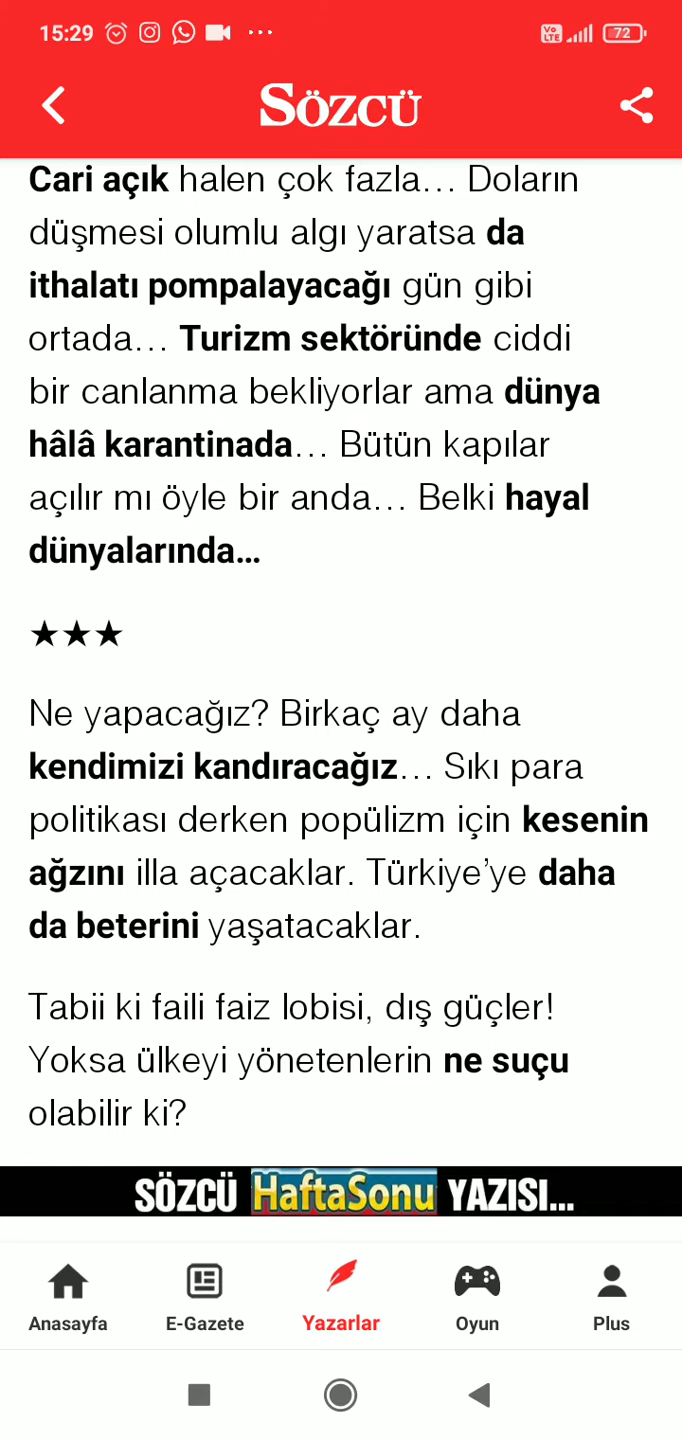 15:29
Vo LTE
72
SÖZCÜ
Cari açık halen çok fazla... Doların
düşmesi olumlu algı yaratsa da
ithalatı pompalayacağı gün gibi
ortada... Turizm sektöründe ciddi
bir canlanma bekliyorlar ama dünya
hâlâ karantinada... Bütün kapılar
açılır mı öyle bir anda... Belki hayal
dünyalarında...
★★★
Ne yapacağız? Birkaç ay daha
kendimizi kandıracağız... Sıkı para
politikası derken popülizm için kesenin
ağzını illa açacaklar. Türkiye’ye daha
da beterini yaşatacaklar.
Tabii ki faili faiz lobisi, dış güçler!
Yoksa ülkeyi yönetenlerin ne suçu
olabilir ki?
SÖZCÜ HaftaSonu YAZISI...
Anasayfa E-Gazete Yazarlar Oyun Plus